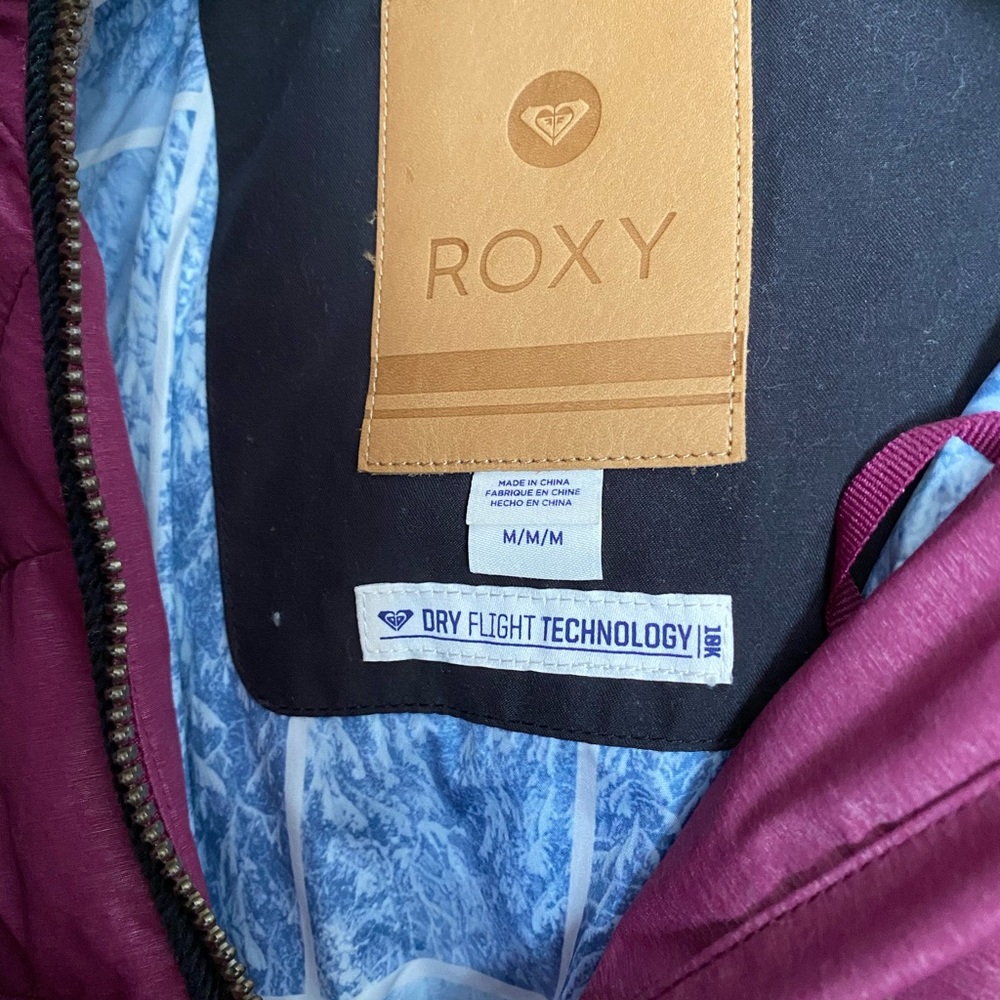 ROXY
MADE IN CHINA
FABRIQUE EN CHINE
HECHO EN CHINA
M/M/M
DRY FLIGHT TECHNOLOGY 10K